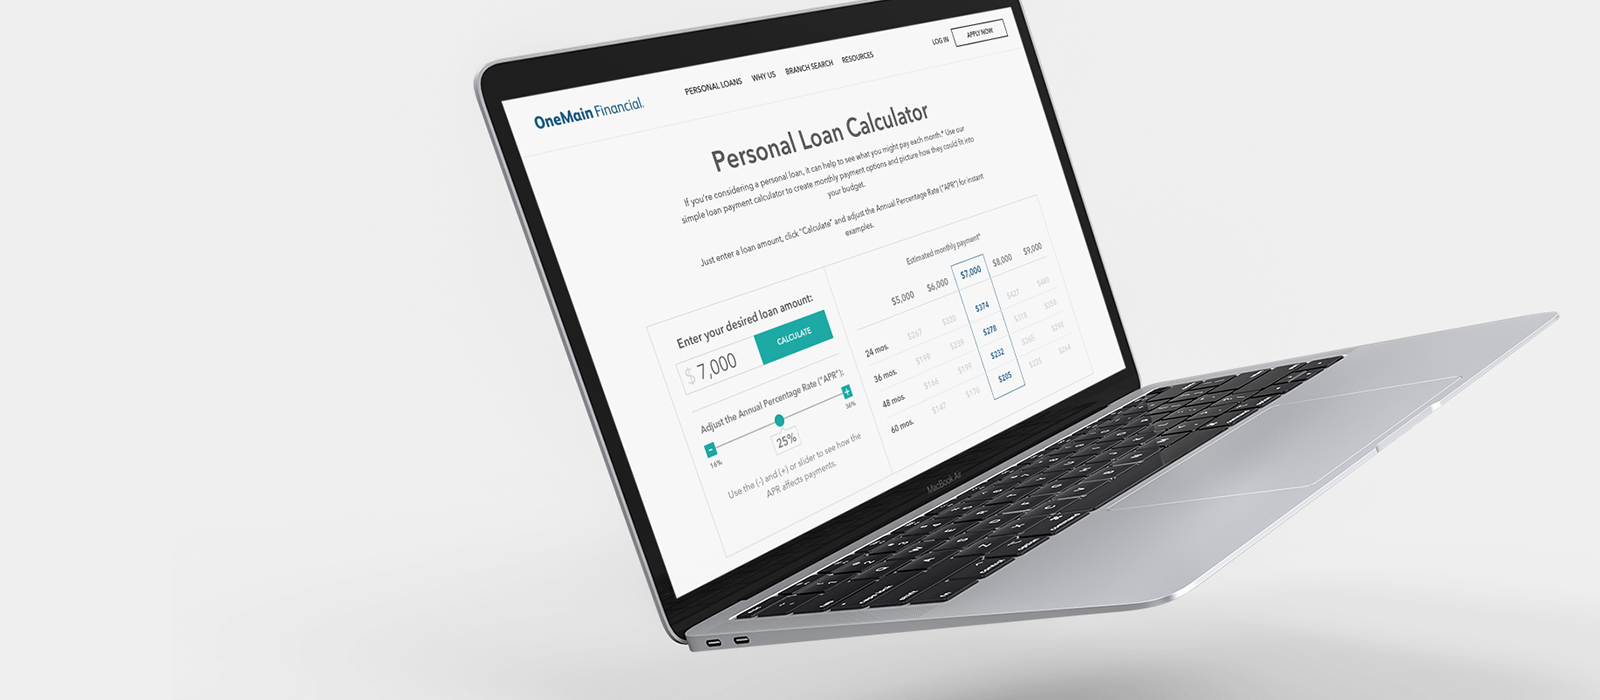 OneMain Financial.
PERSONAL LOANS WHY US BRANCH SEARCH RESOURCES
LOG IN APPLY NOW
Personal Loan Calculator
If you're considering a personal loan, it can help to see what you might pay each month.* Use our
simple loan payment calculator to create monthly payment options and picture how they could fit into
your budget.
Just enter a loan amount, click "Calculate" and adjust the Annual Percentage Rate ("APR") for instant
examples.
Enter your desired loan amount:
$ 7,000 CALCULATE
Adjust the Annual Percentage Rate ("APR"):
- +
16% 36%
25%
Use the (-) and (+) or slider to see how the
APR affects payments.
Estimated monthly payment*
$5,000 $6,000 $7,000 $8,000 $9,000
24 mos. $267 $320 $374 $427
36 mos. $199 $239 $278 $318 $358
48 mos. $166 $199 $232 $265 $298
60 mos. $147 $176 $205 $235 $264
MacBook Air